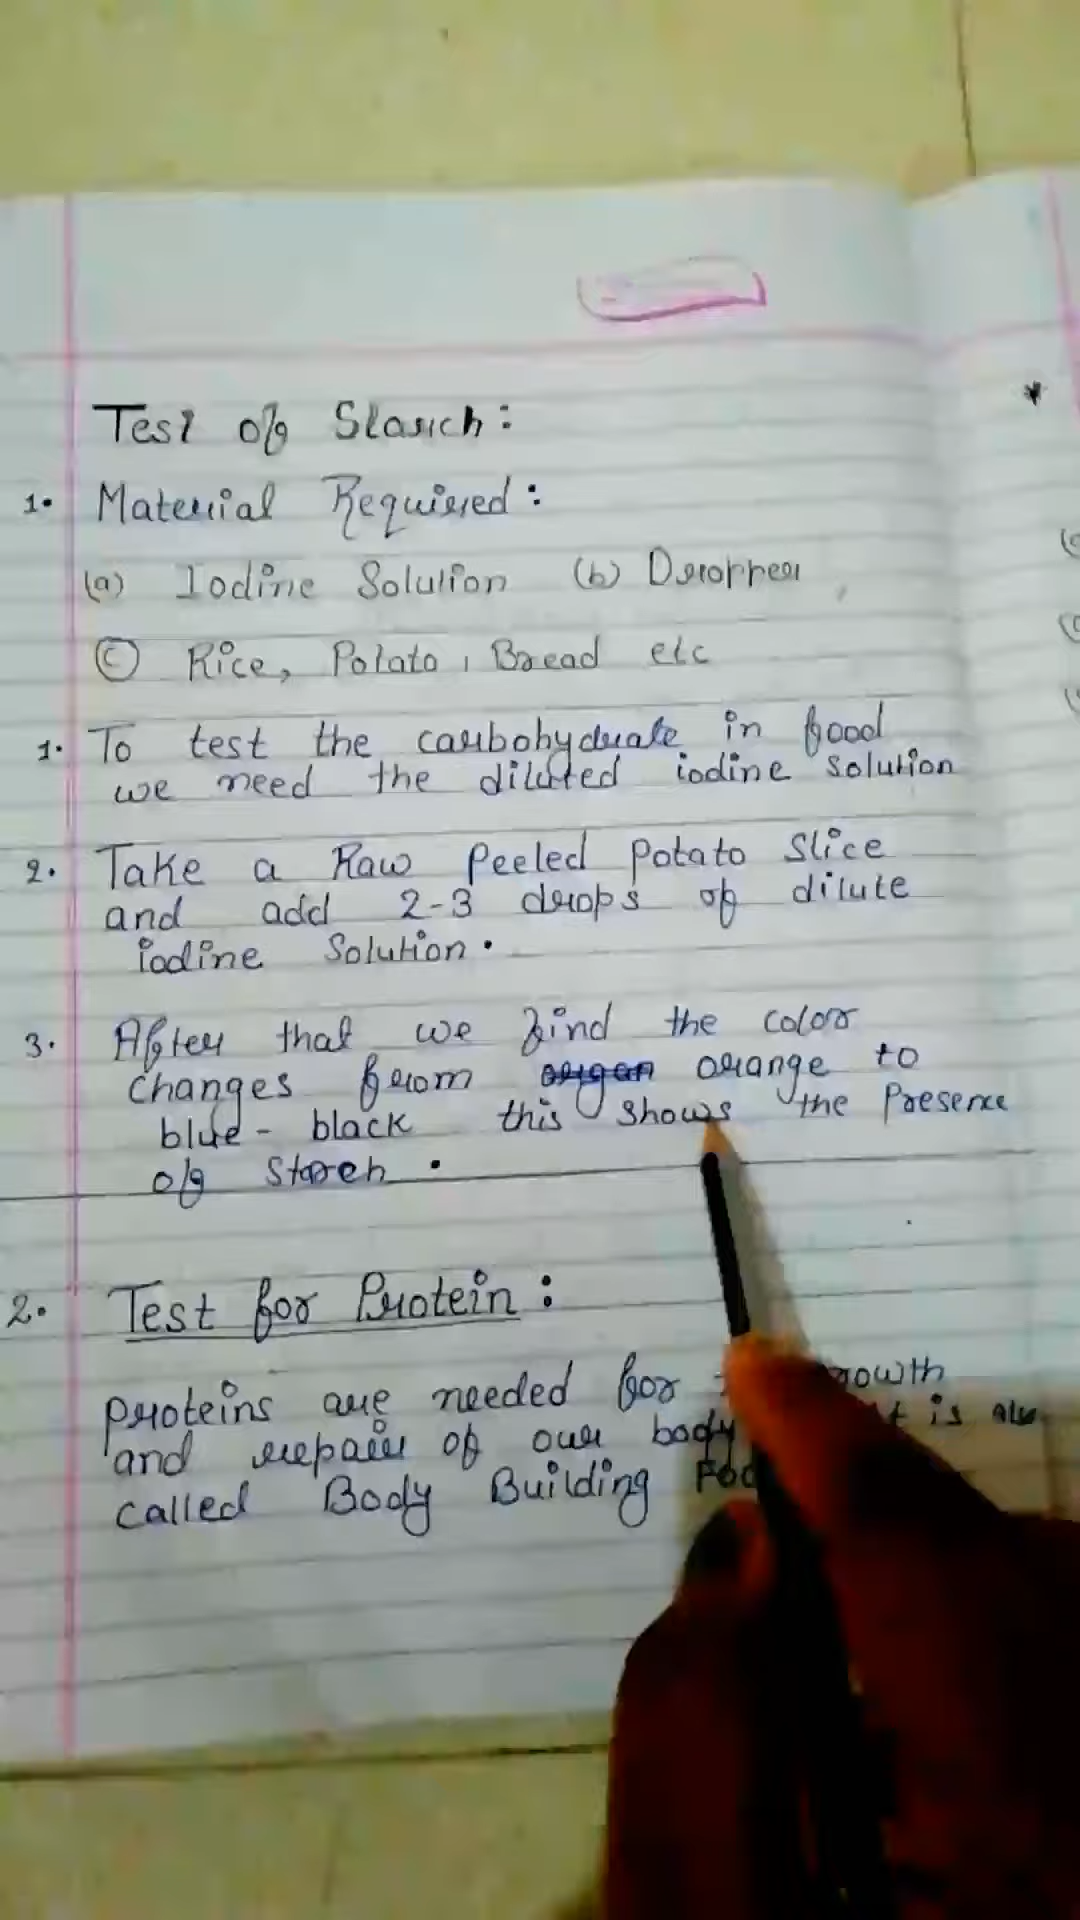 Test of Starch:
1. Material Required:
(a) Iodine Solution (b) Dropper
(c) Rice, Potato, Bread etc
1. To test the carbohydrate in food
we need the diluted iodine solution
2. Take a Raw Peeled Potato Slice
and add 2-3 drops of dilute
iodine Solution.
3. After that we find the color
changes from orange to
blue-black this shows the Presence
of Starch.
2. Test for Protein:
Proteins are needed for growth
and repair of our body is also
called Body Building